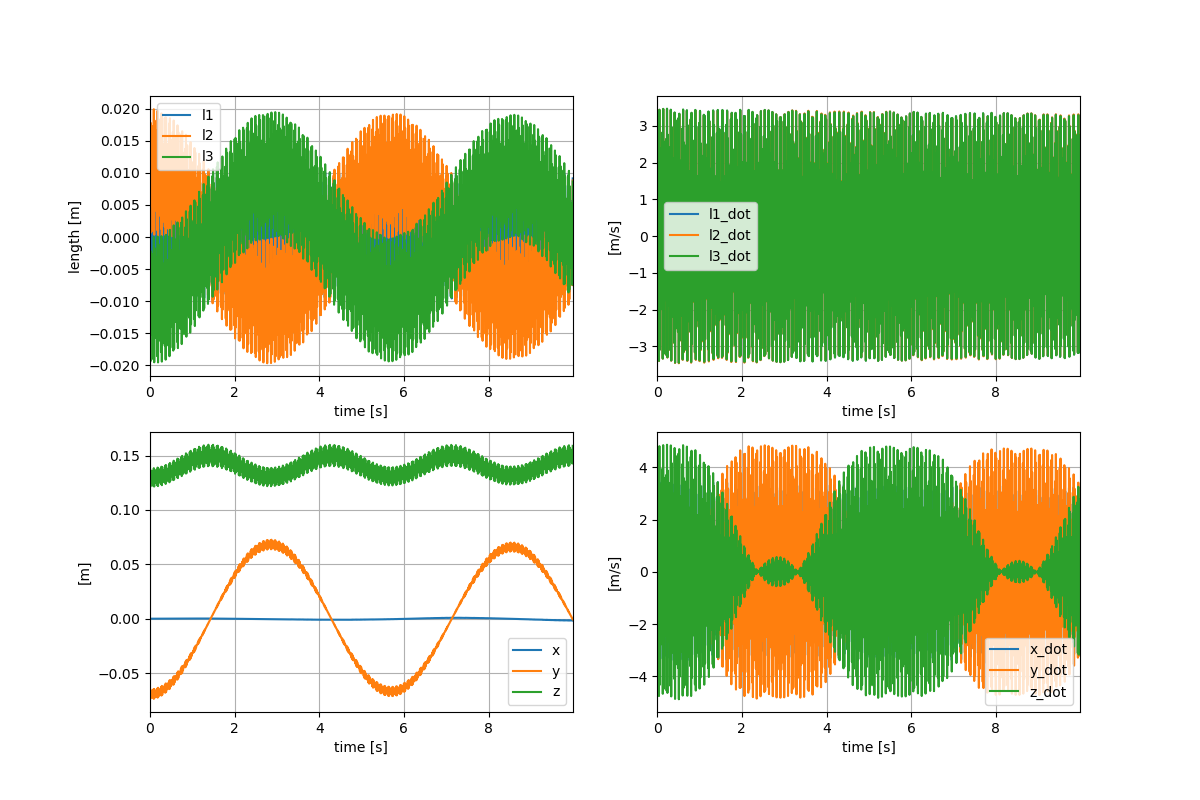 0.020
0.015
0.010
0.005
0.000
−0.005
−0.010
−0.015
−0.020
length [m]
l1
l2
l3
0 2 4 6 8
time [s]
3
2
1
0
−1
−2
−3
[m/s]
l1_dot
l2_dot
l3_dot
0 2 4 6 8
time [s]
0.15
0.10
0.05
0.00
−0.05
[m]
x
y
z
0 2 4 6 8
time [s]
4
2
0
−2
−4
[m/s]
x_dot
y_dot
z_dot
0 2 4 6 8
time [s]